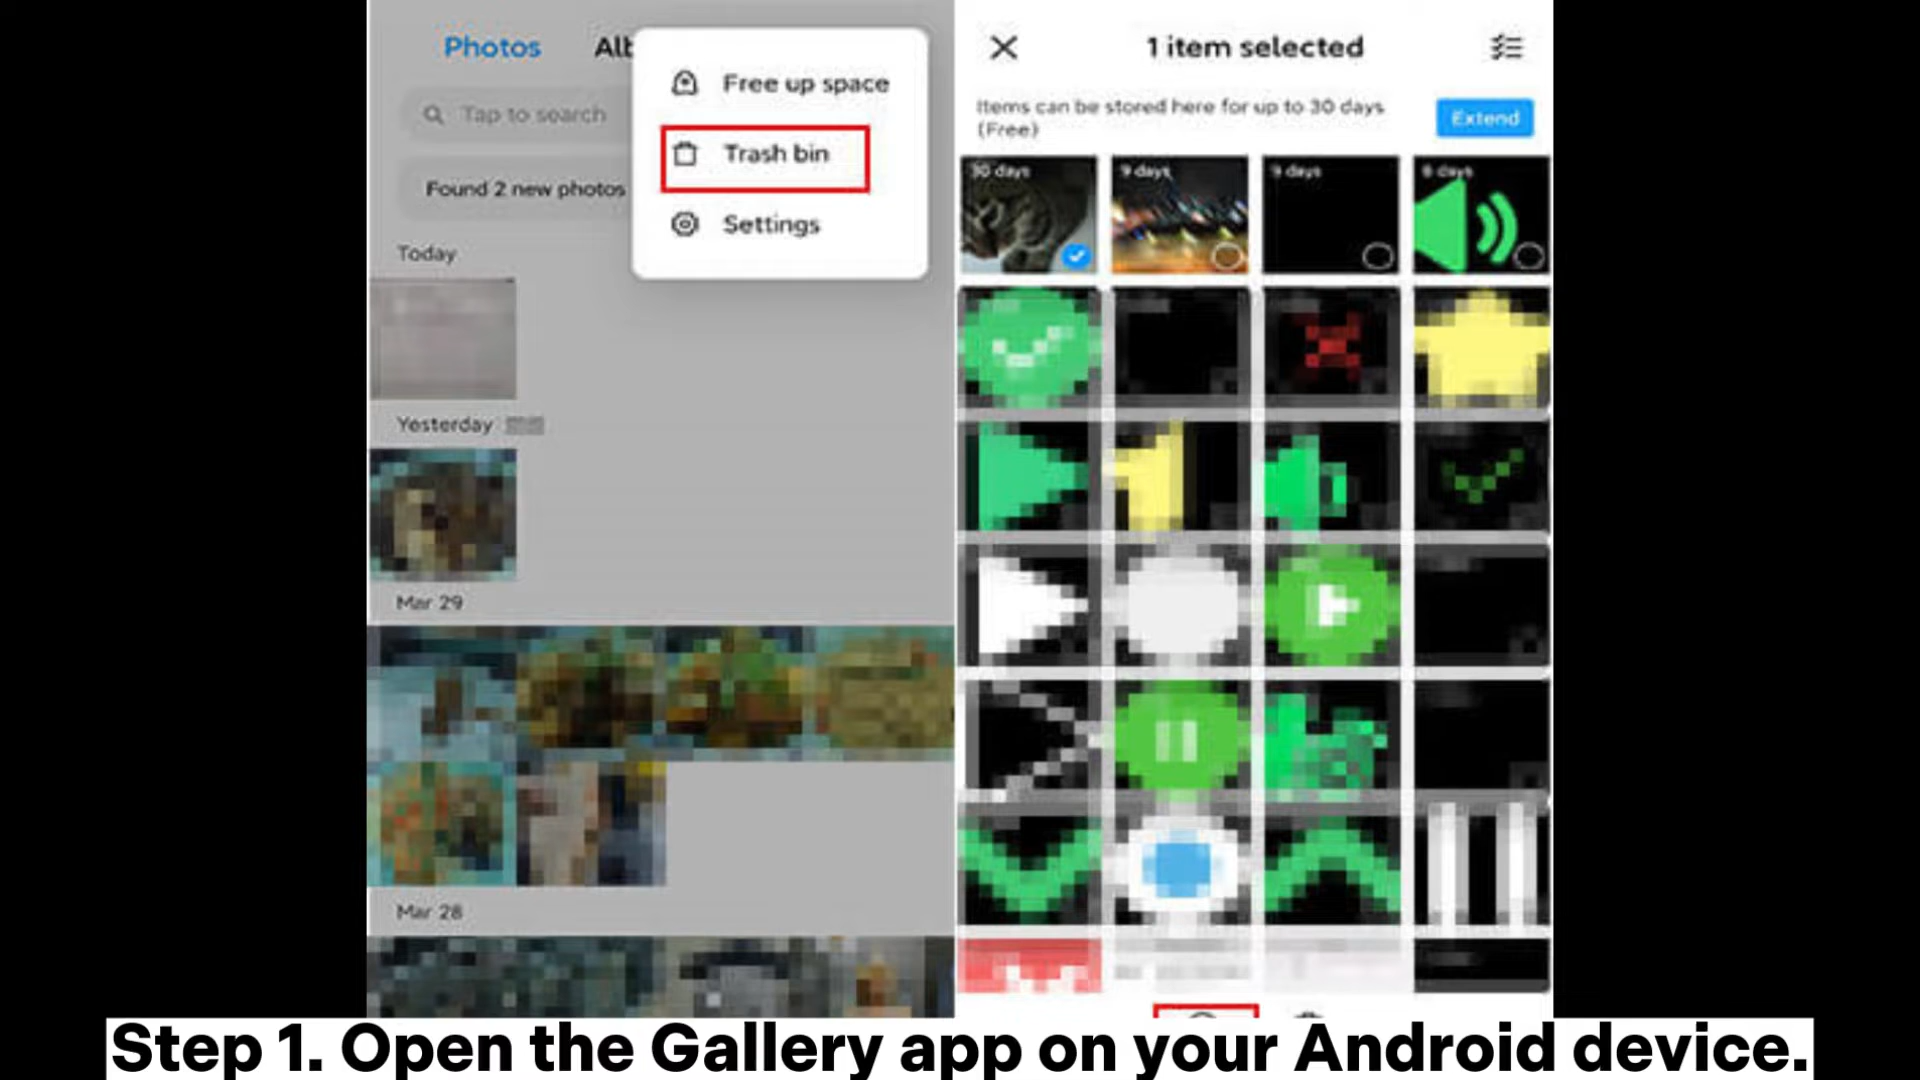 Photos
Free up space
Tap to search
Trash bin
Found 2 new photos
Settings
Today
Yesterday
Mar 29
Mar 28
1 item selected
Items can be stored here for up to 30 days
(Free)
Extend
30 days
9 days
9 days
Step 1. Open the Gallery app on your Android device.